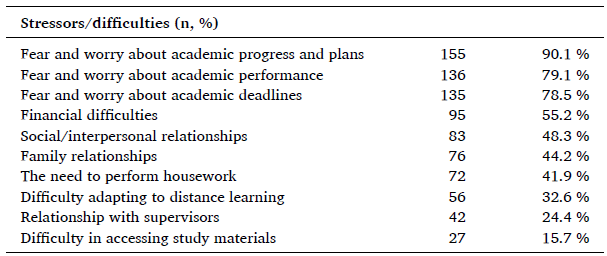 Stressors/difficulties (n, %)
Fear and worry about academic progress and plans 155 90.1 %
Fear and worry about academic performance 136 79.1 %
Fear and worry about academic deadlines 135 78.5 %
Financial difficulties 95 55.2 %
Social/interpersonal relationships 83 48.3 %
Family relationships 76 44.2 %
The need to perform housework 72 41.9 %
Difficulty adapting to distance learning 56 32.6 %
Relationship with supervisors 42 24.4 %
Difficulty in accessing study materials 27 15.7 %